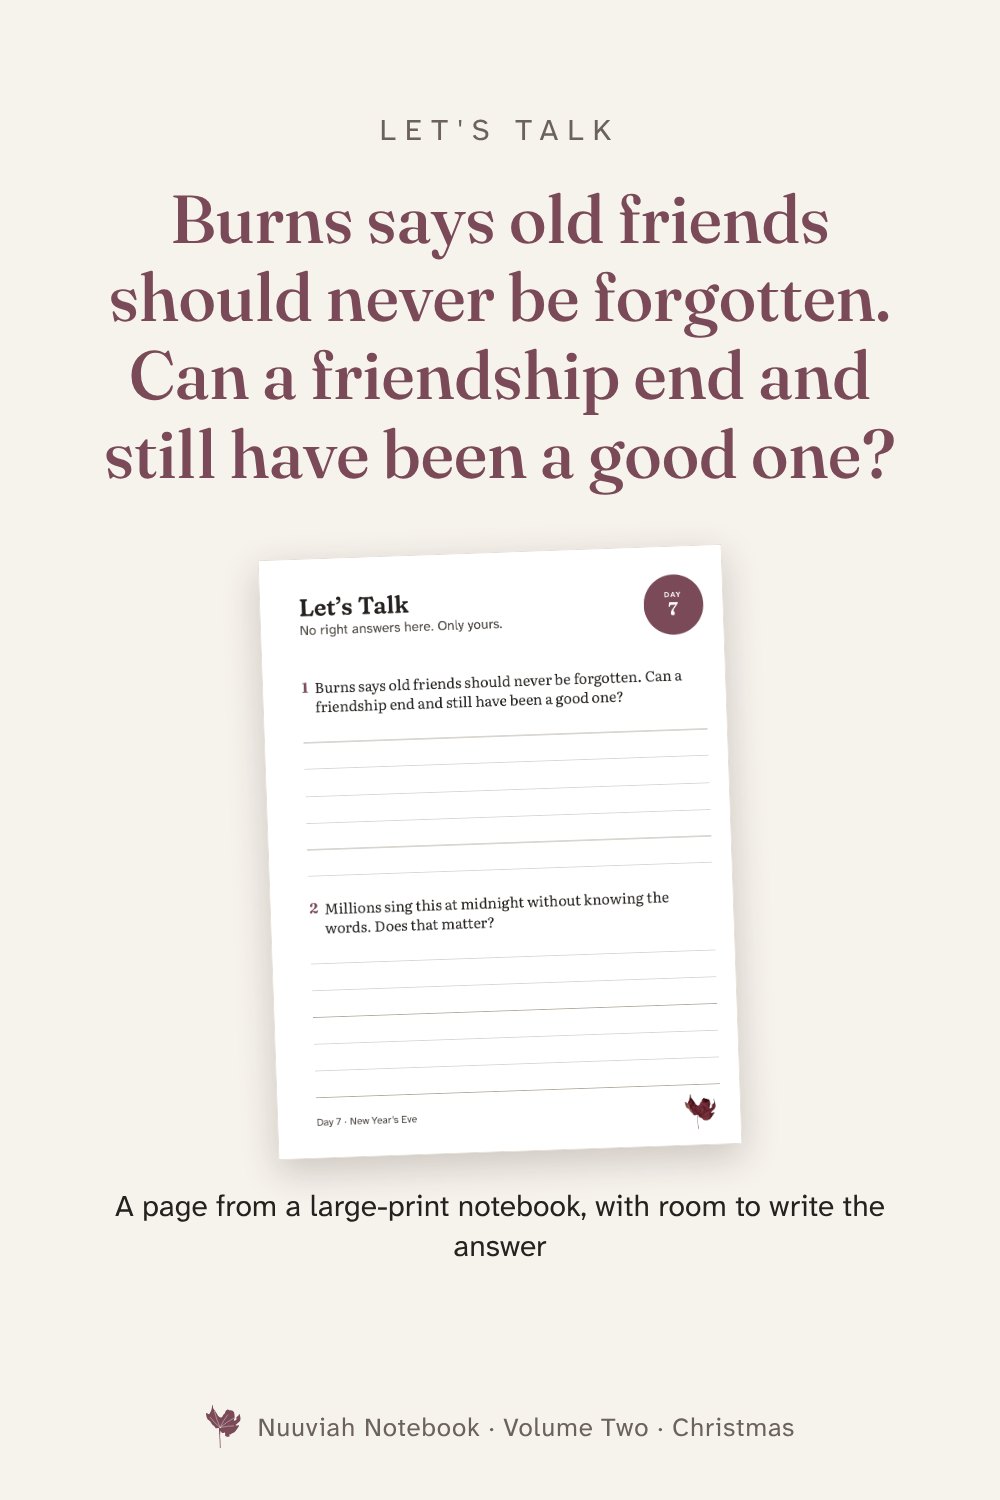 LET'S TALK
Burns says old friends
should never be forgotten.
Can a friendship end and
still have been a good one?
Let’s Talk
No right answers here. Only yours.
DAY
7
1 Burns says old friends should never be forgotten. Can a
friendship end and still have been a good one?
2 Millions sing this at midnight without knowing the
words. Does that matter?
Day 7 · New Year's Eve
A page from a large-print notebook, with room to write the
answer
Nuuviah Notebook · Volume Two · Christmas